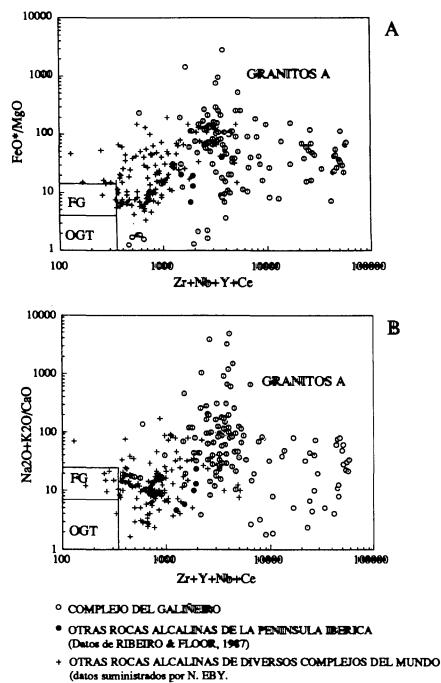 A
10000
1000
100
10
1
FeO*/MgO
GRANITOS A
FG
OGT
100
1000
10000
100000
Zr+Nb+Y+Ce
B
10000
1000
100
10
1
Na2O+K2O/CaO
GRANITOS A
FG
OGT
100
1000
10000
100000
Zr+Y+Nb+Ce
COMPLEJO DEL GALIÑEIRO
OTRAS ROCAS ALCALINAS DE LA PENINSULA IBERICA
(Datos de RIBEIRO & FLOOR, 1987)
OTRAS ROCAS ALCALINAS DE DIVERSOS COMPLEJOS DEL MUNDO
(datos suministrados por N. EBY.